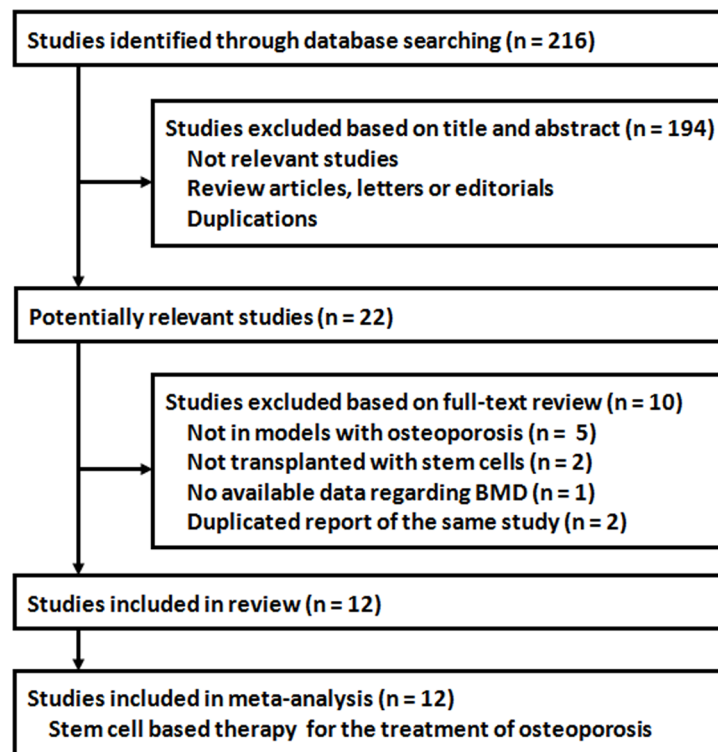 Studies identified through database searching (n = 216)
Studies excluded based on title and abstract (n = 194)
Not relevant studies
Review articles, letters or editorials
Duplications
Potentially relevant studies (n = 22)
Studies excluded based on full-text review (n = 10)
Not in models with osteoporosis (n = 5)
Not transplanted with stem cells (n = 2)
No available data regarding BMD (n = 1)
Duplicated report of the same study (n = 2)
Studies included in review (n = 12)
Studies included in meta-analysis (n = 12)
Stem cell based therapy for the treatment of osteoporosis